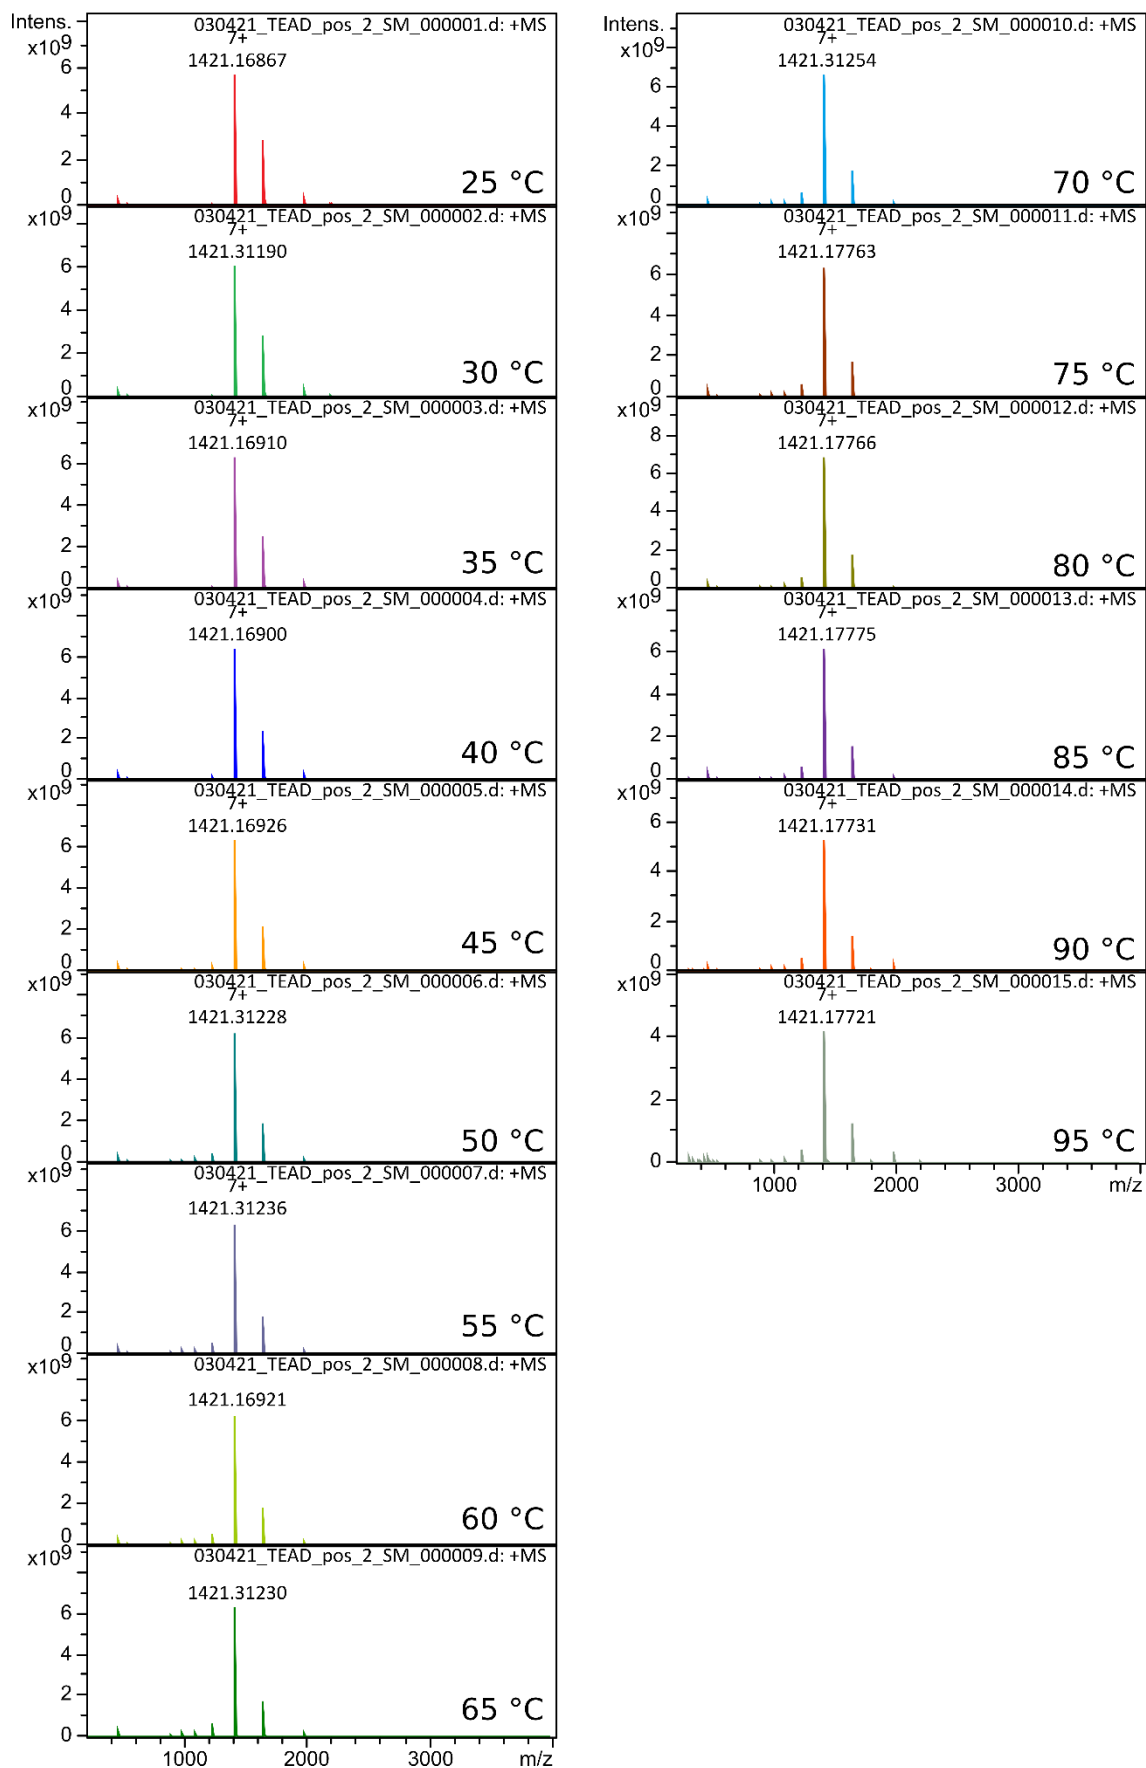 Intens.
x10⁹
030421_TEAD_pos_2_SM_000001.d: +MS
7+
1421.16867
6
4
2
0
25 °C
x10⁹
030421_TEAD_pos_2_SM_000002.d: +MS
7+
1421.31190
6
4
2
0
30 °C
x10⁹
030421_TEAD_pos_2_SM_000003.d: +MS
7+
1421.16910
6
4
2
0
35 °C
x10⁹
030421_TEAD_pos_2_SM_000004.d: +MS
7+
1421.16900
6
4
2
0
40 °C
x10⁹
030421_TEAD_pos_2_SM_000005.d: +MS
7+
1421.16926
6
4
2
0
45 °C
x10⁹
030421_TEAD_pos_2_SM_000006.d: +MS
7+
1421.31228
6
4
2
0
50 °C
x10⁹
030421_TEAD_pos_2_SM_000007.d: +MS
7+
1421.31236
6
4
2
0
55 °C
x10⁹
030421_TEAD_pos_2_SM_000008.d: +MS
1421.16921
6
4
2
0
60 °C
x10⁹
030421_TEAD_pos_2_SM_000009.d: +MS
1421.31230
6
4
2
0
65 °C
1000 2000 3000 m/z
Intens.
x10⁹
030421_TEAD_pos_2_SM_000010.d: +MS
7+
1421.31254
6
4
2
0
70 °C
x10⁹
030421_TEAD_pos_2_SM_000011.d: +MS
7+
1421.17763
6
4
2
0
75 °C
x10⁹
030421_TEAD_pos_2_SM_000012.d: +MS
7+
1421.17766
8
6
4
2
0
80 °C
x10⁹
030421_TEAD_pos_2_SM_000013.d: +MS
7+
1421.17775
6
4
2
0
85 °C
x10⁹
030421_TEAD_pos_2_SM_000014.d: +MS
7+
1421.17731
6
4
2
0
90 °C
x10⁹
030421_TEAD_pos_2_SM_000015.d: +MS
7+
1421.17721
4
2
0
95 °C
1000 2000 3000 m/z